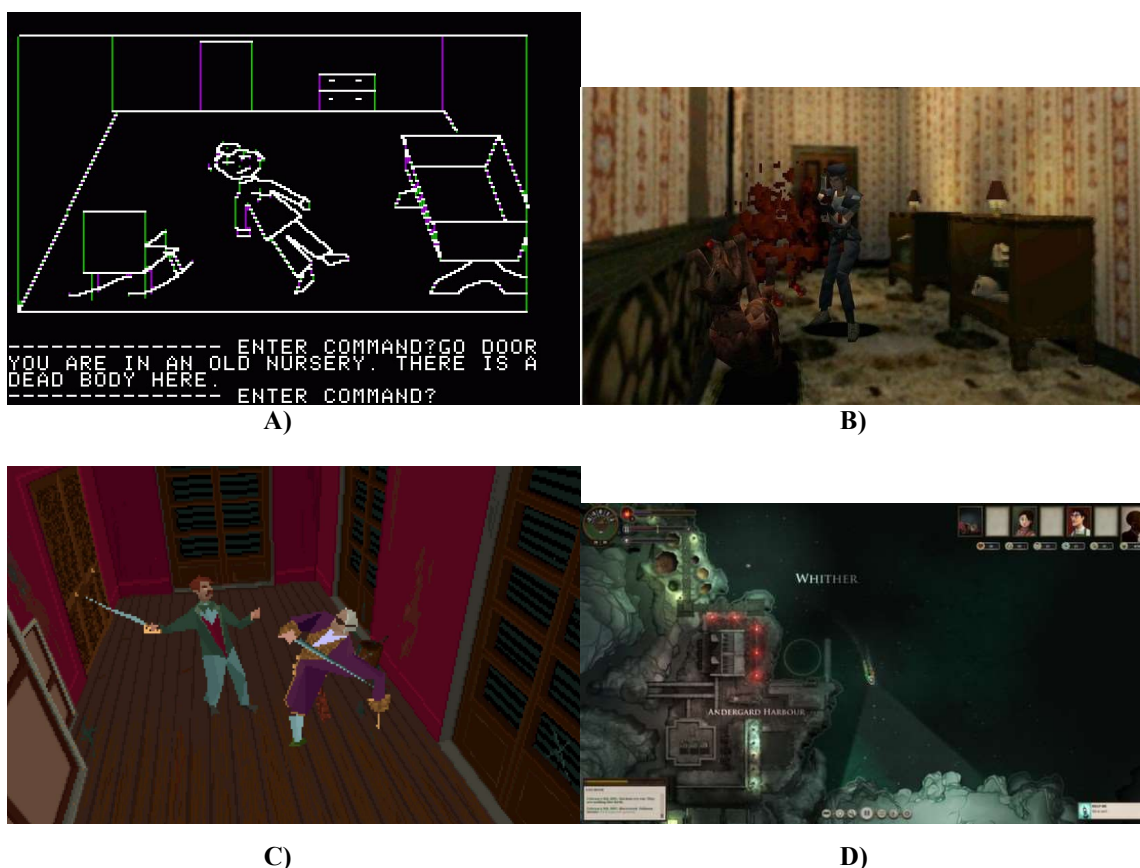 ---------------- ENTER COMMAND?GO DOOR
YOU ARE IN AN OLD NURSERY. THERE IS A
DEAD BODY HERE.
---------------- ENTER COMMAND?
A)
B)
WHITHER
ANDERGARD HARBOUR
C)
D)